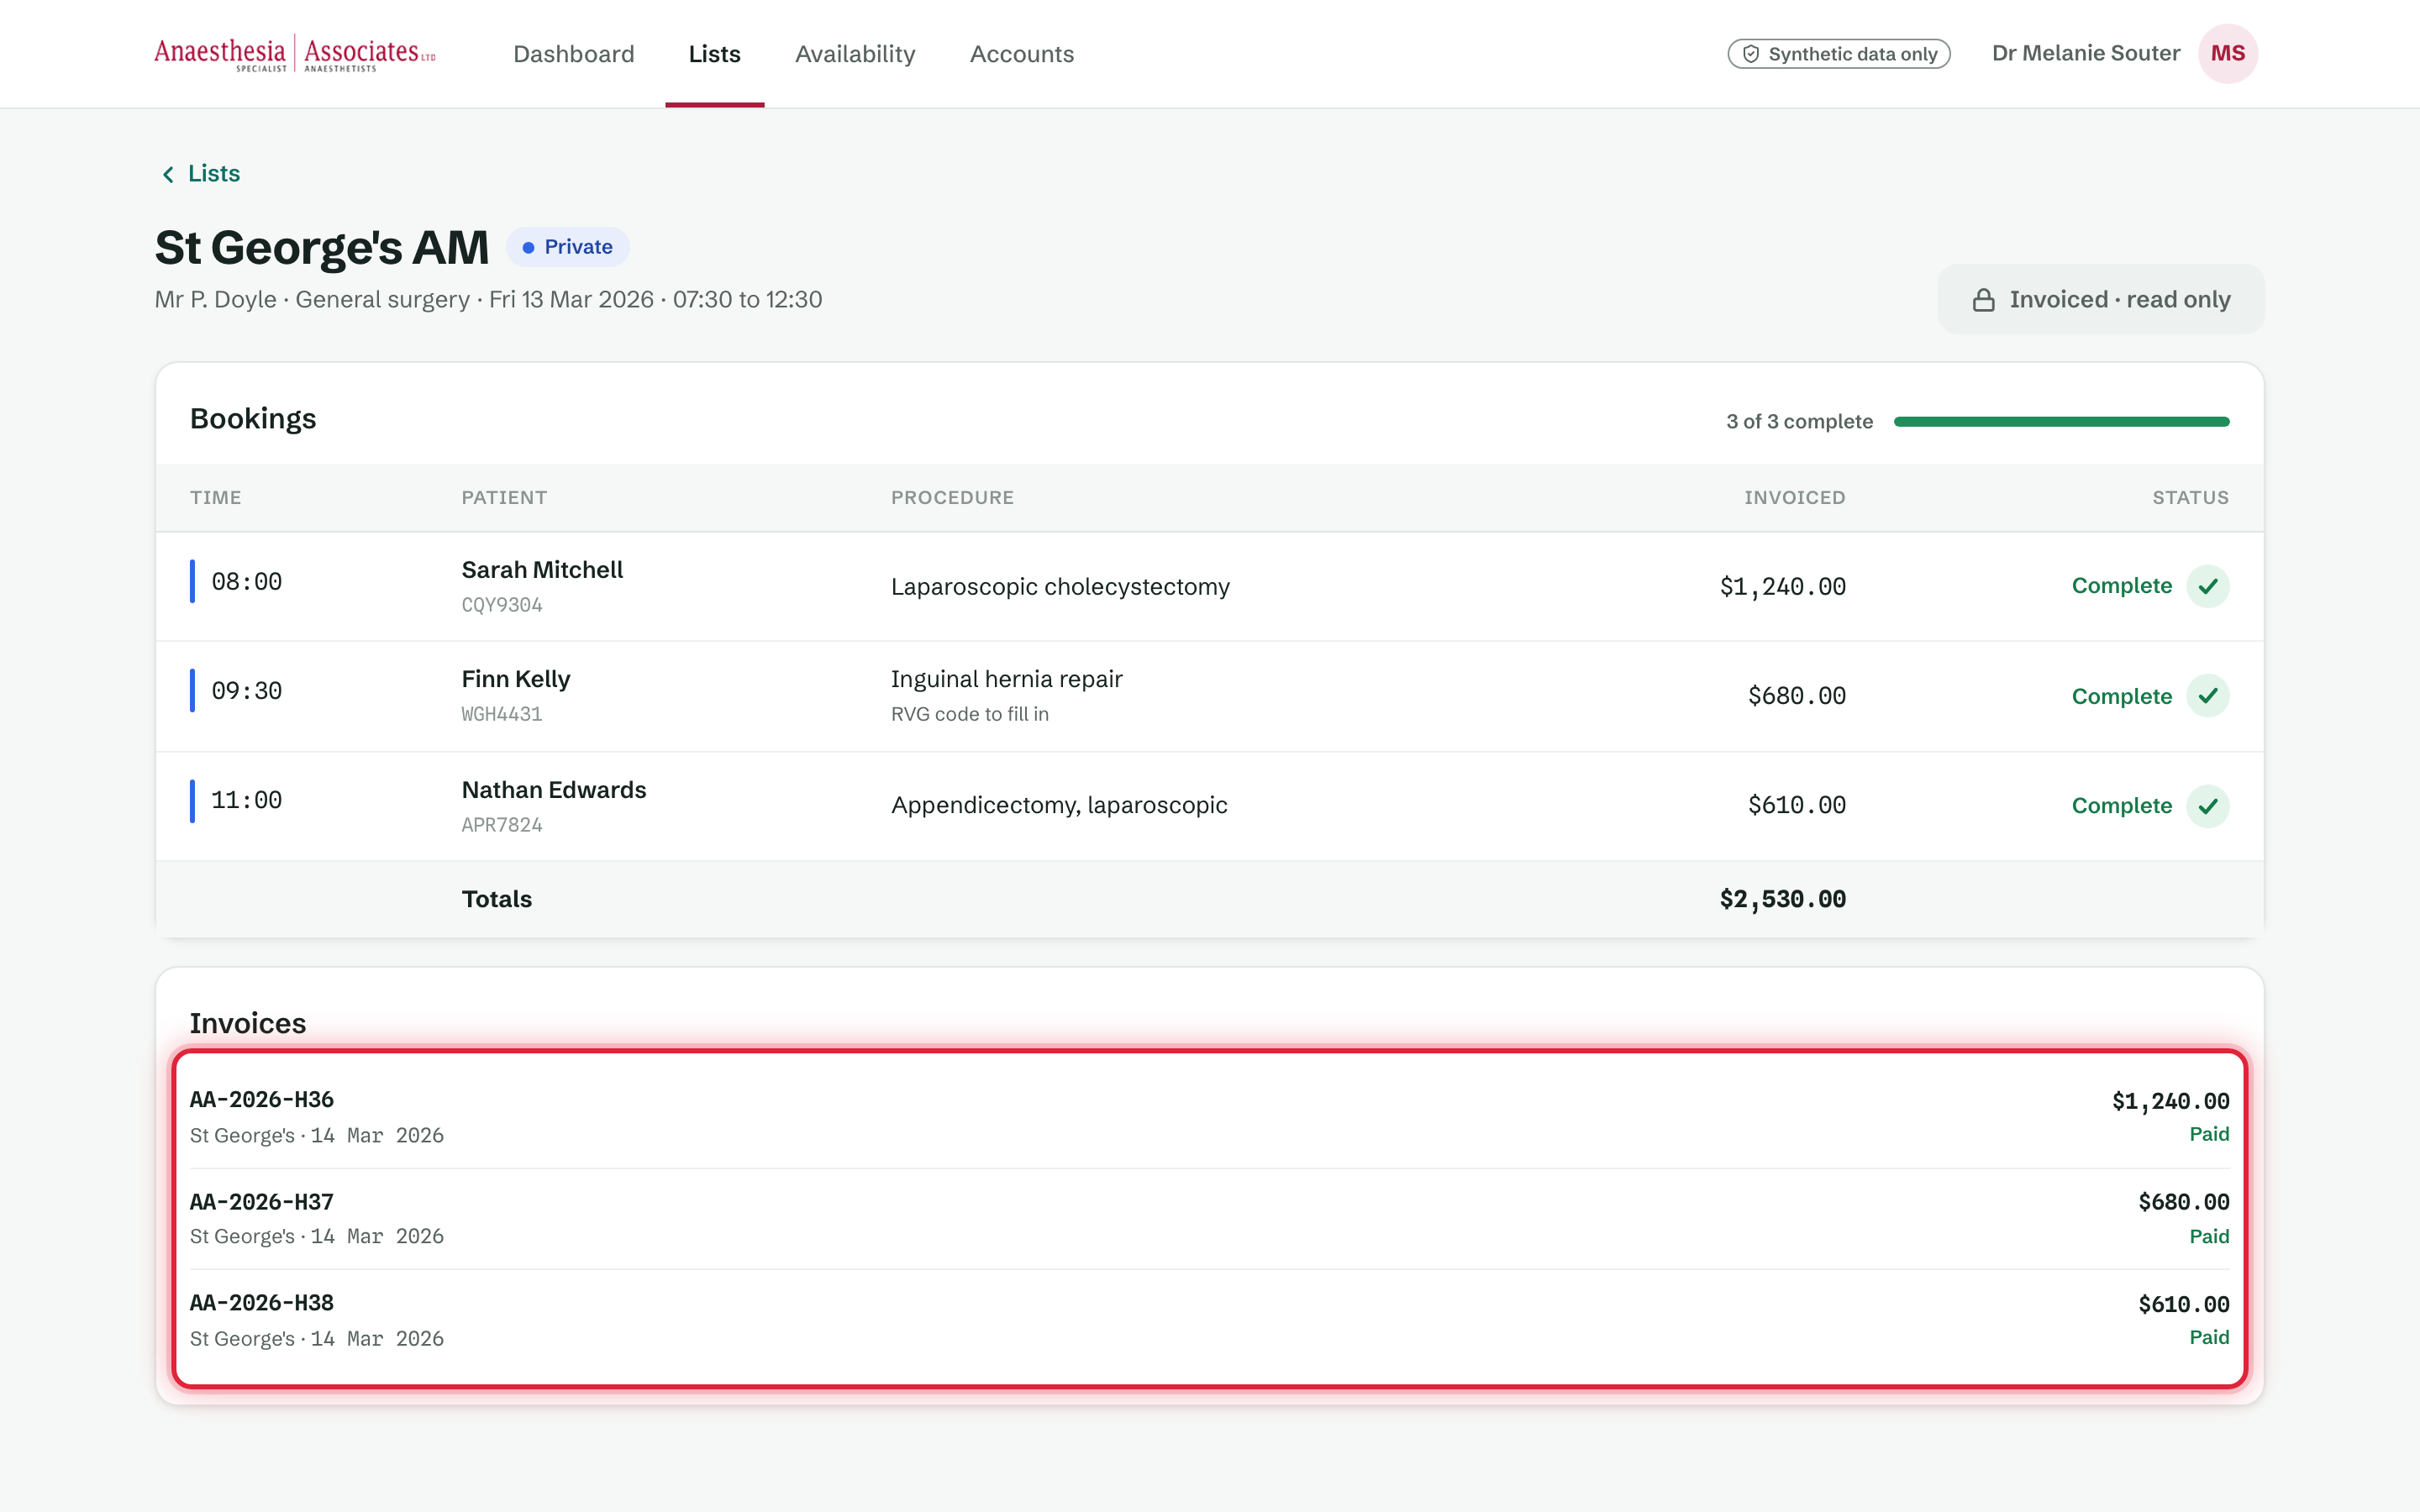 Anaesthesia | Associates LTD
SPECIALIST ANAESTHETISTS
Dashboard
Lists
Availability
Accounts
Synthetic data only
Dr Melanie Souter
MS
Lists
St George's AM
Private
Mr P. Doyle · General surgery · Fri 13 Mar 2026 · 07:30 to 12:30
Invoiced · read only
Bookings
3 of 3 complete
TIME PATIENT PROCEDURE INVOICED STATUS
08:00 Sarah Mitchell Laparoscopic cholecystectomy $1,240.00 Complete
CQY9304
09:30 Finn Kelly Inguinal hernia repair $680.00 Complete
WGH4431 RVG code to fill in
11:00 Nathan Edwards Appendicectomy, laparoscopic $610.00 Complete
APR7824
Totals $2,530.00
Invoices
AA-2026-H36 $1,240.00
St George's · 14 Mar 2026 Paid
AA-2026-H37 $680.00
St George's · 14 Mar 2026 Paid
AA-2026-H38 $610.00
St George's · 14 Mar 2026 Paid